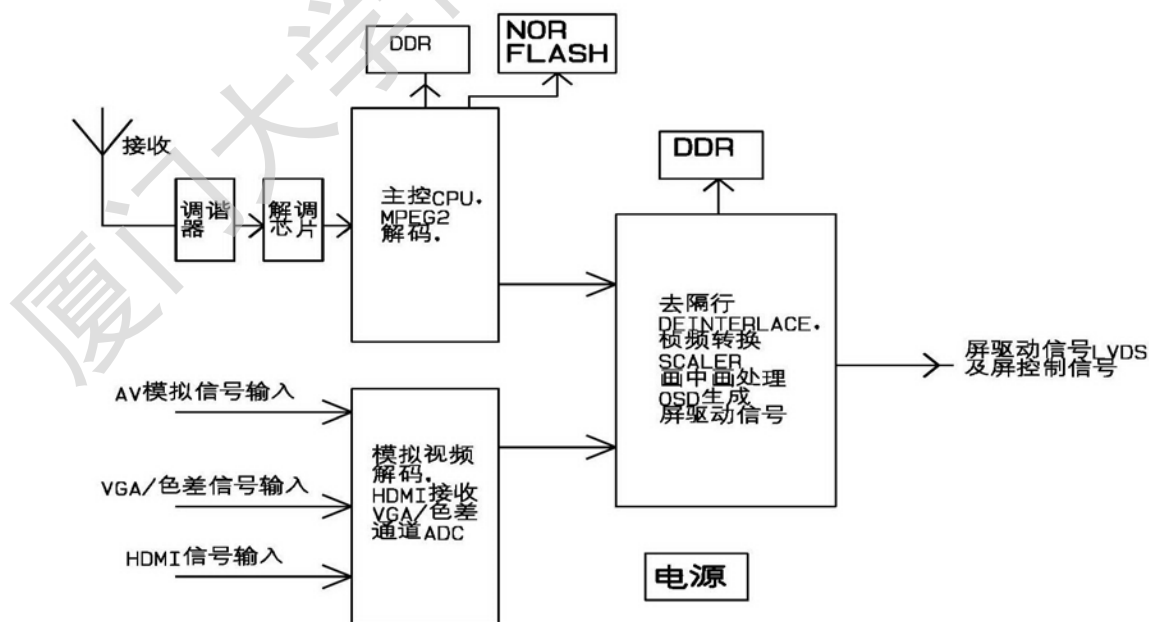 厦门大学
DDR
NOR
FLASH
接收
调谐
器
解调
芯片
主控CPU.
MPEG2
解码.
DDR
去隔行
DEINTERLACE.
桢频转换
SCALER
画中画处理
OSD生成
屏驱动信号
屏驱动信号LVDS
及屏控制信号
AV模拟信号输入
VGA/色差信号输入
HDMI信号输入
模拟视频
解码.
HDMI接收
VGA/色差
通道ADC
电源